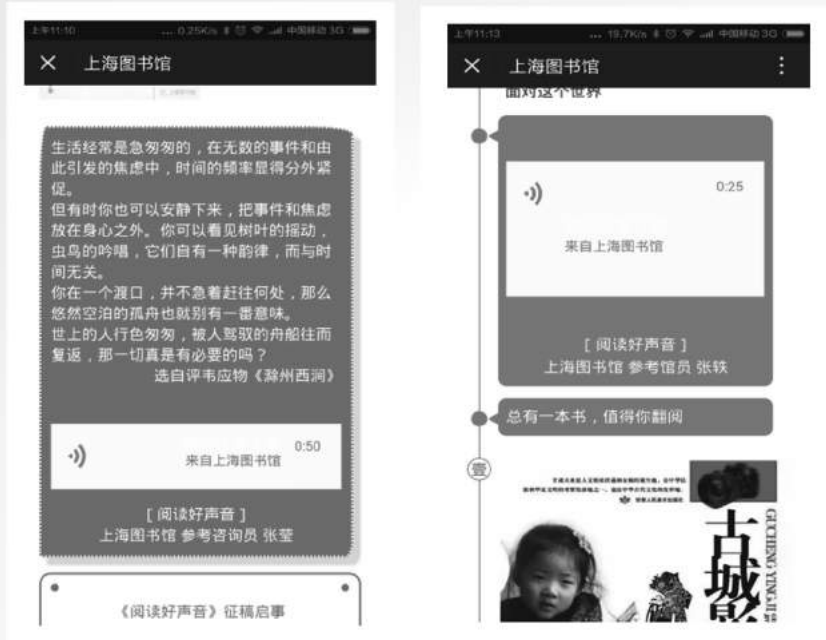 上午11:10
... 0.25K/s 中国移动 3G
上海图书馆
生活经常是急匆匆的，在无数的事件和由
此引发的焦虑中，时间的频率显得分外紧
促。
但有时你也可以安静下来，把事件和焦虑
放在身心之外。你可以看见树叶的摇动，
虫鸟的吟唱，它们自有一种韵律，而与时
间无关。
你在一个渡口，并不急着赶往何处，那么
悠然空泊的孤舟也就别有一番意味。
世上的人行色匆匆，被人驾驭的舟船往而
复返，那一切真是有必要的吗？
选自评韦应物《滁州西涧》
0:50
来自上海图书馆
[ 阅读好声音 ]
上海图书馆 参考咨询员 张莹
《阅读好声音》征稿启事
上午11:13
... 19.7K/s 中国移动 3G
上海图书馆
面对这个世界
0:25
来自上海图书馆
[ 阅读好声音 ]
上海图书馆 参考馆员 张轶
总有一本书，值得你翻阅
壹
古城影
GUCHENG YINGJI